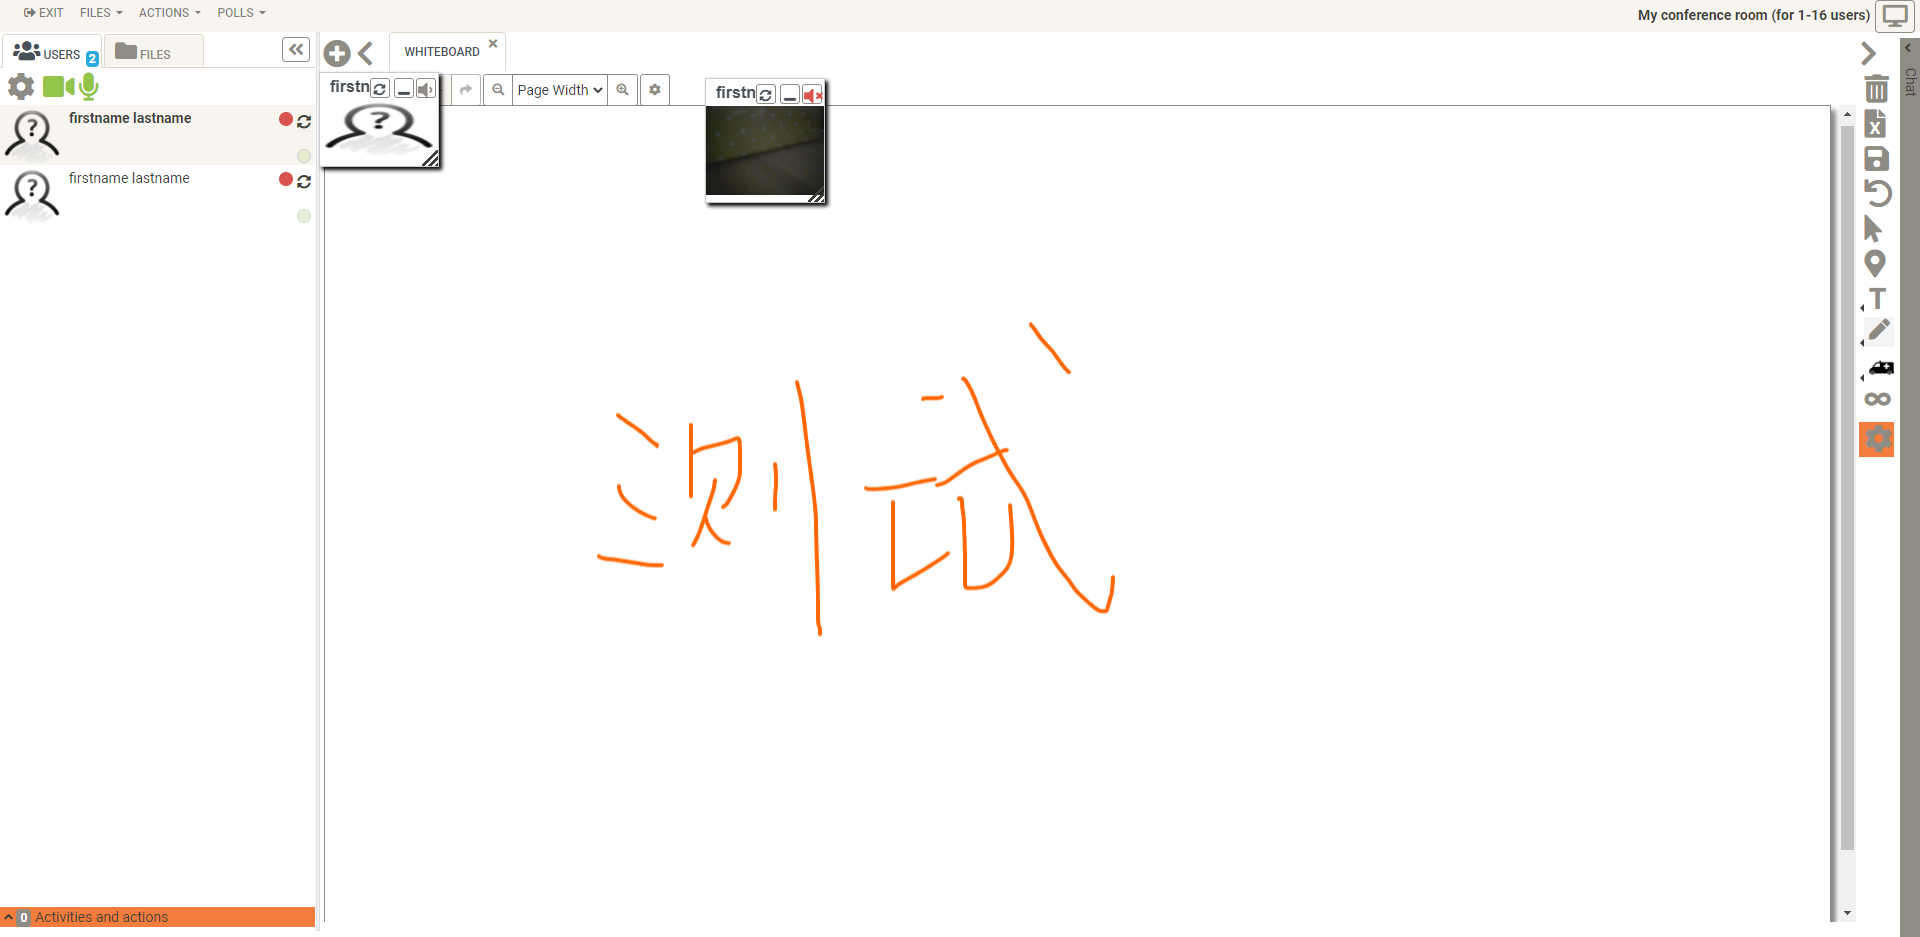 EXIT FILES ACTIONS POLLS My conference room (for 1-16 users)
USERS 2 FILES WHITEBOARD
firstn Page Width firstn
Chat
firstname lastname
firstname lastname
测试
T
0 Activities and actions